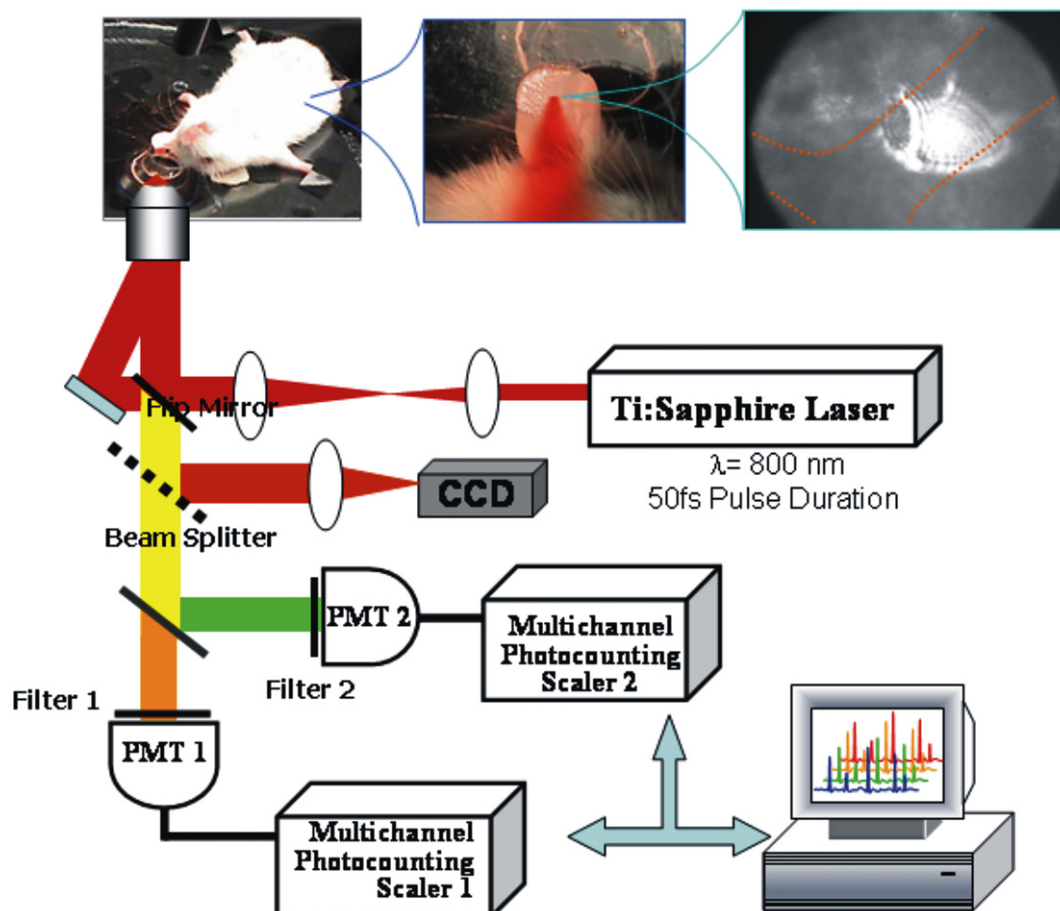 Flip Mirror
Ti:Sapphire Laser
λ= 800 nm
50fs Pulse Duration
CCD
Beam Splitter
PMT 2
Multichannel
Photocounting
Scaler 2
Filter 1
Filter 2
PMT 1
Multichannel
Photocounting
Scaler 1